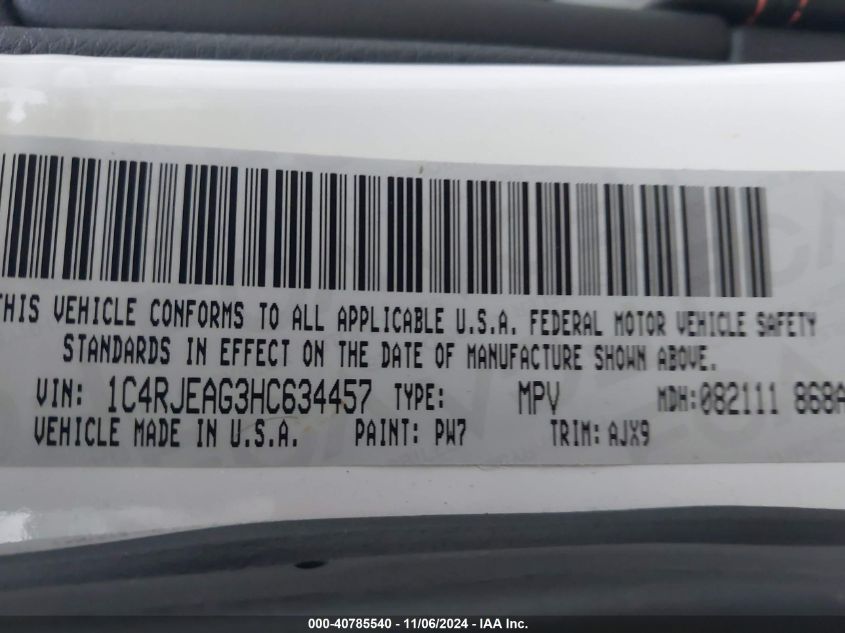 THIS VEHICLE CONFORMS TO ALL APPLICABLE U.S.A. FEDERAL MOTOR VEHICLE SAFETY
STANDARDS IN EFFECT ON THE DATE OF MANUFACTURE SHOWN ABOVE.
VIN: 1C4RJEAG3HC634457 TYPE: MPV MDH:082111 868A
VEHICLE MADE IN U.S.A. PAINT: PW7 TRIM: AJX9
000-40785540 - 11/06/2024 - IAA Inc.